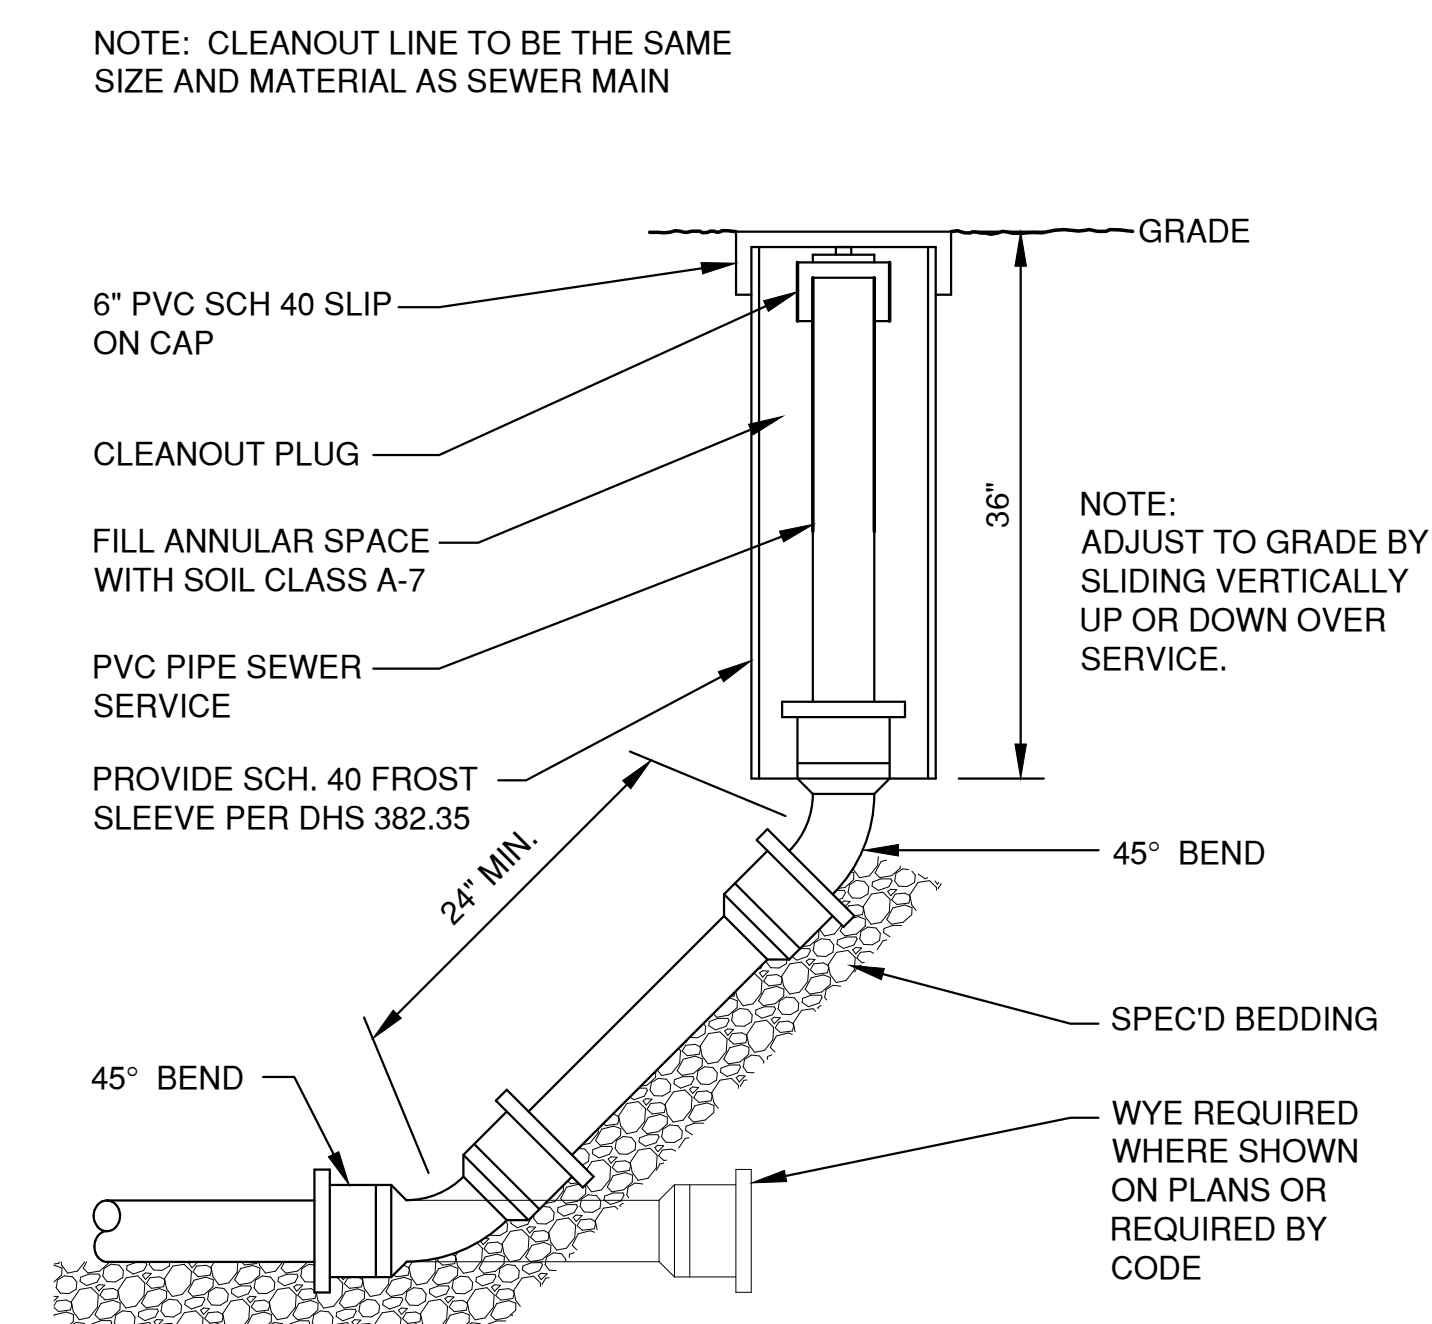 NOTE:  CLEANOUT LINE TO BE THE SAME
SIZE AND MATERIAL AS SEWER MAIN
GRADE
6" PVC SCH 40 SLIP
ON CAP
CLEANOUT PLUG
FILL ANNULAR SPACE
WITH SOIL CLASS A-7
36"
NOTE:
ADJUST TO GRADE BY
SLIDING VERTICALLY
UP OR DOWN OVER
SERVICE.
PVC PIPE SEWER
SERVICE
PROVIDE SCH. 40 FROST
SLEEVE PER DHS 382.35
24" MIN.
45°  BEND
SPEC'D BEDDING
45°  BEND
WYE REQUIRED
WHERE SHOWN
ON PLANS OR
REQUIRED BY
CODE